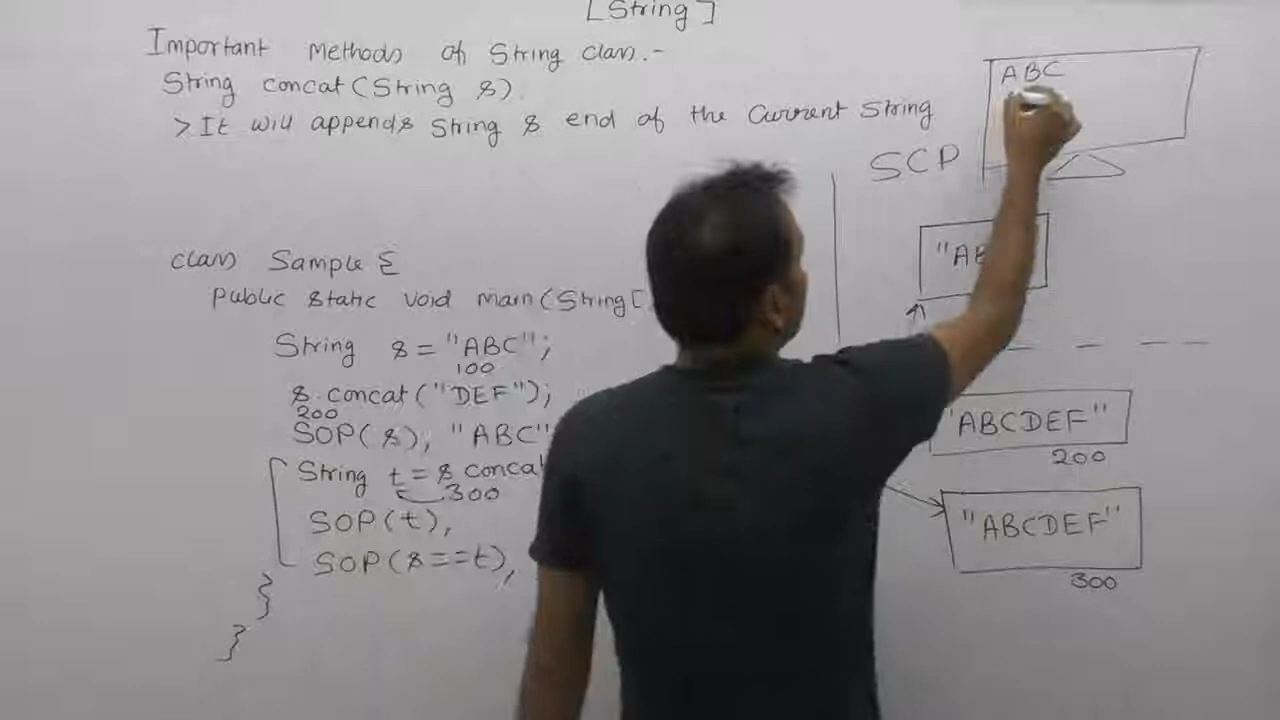 [String]
Important Methods of String class.-
String concat(String s).
>It will appends String s end of the Current String
class Sample {
Public static void main(String[
String s = "ABC";
100
s.concat("DEF");
200
SOP(s); "ABC"
String t = s concat
300
SOP(t);
SOP(s==t);
}
}
ABC
SCP
"AB
"ABCDEF"
200
"ABCDEF"
300